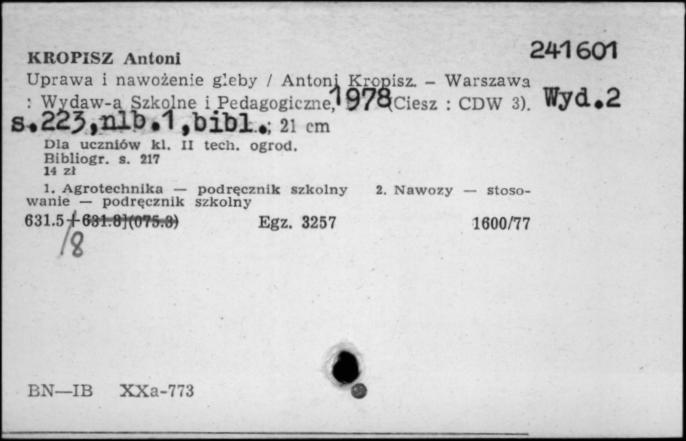 241601
KROPISZ Antoni
Uprawa i nawożenie gleby / Antoni Kropisz. – Warszawa
: Wydaw-a Szkolne i Pedagogiczne, 1978 (Ciesz : CDW 3). Wyd.2
s.223, nlb.1, bibl.; 21 cm
Dla uczniów kl. II tech. ogrod.
Bibliogr. s. 217
14 zł
1. Agrotechnika — podręcznik szkolny 2. Nawozy — stoso-
wanie — podręcznik szkolny
631.5+631.8](075.3) Egz. 3257 1600/77
/8
BN—IB XXa-773